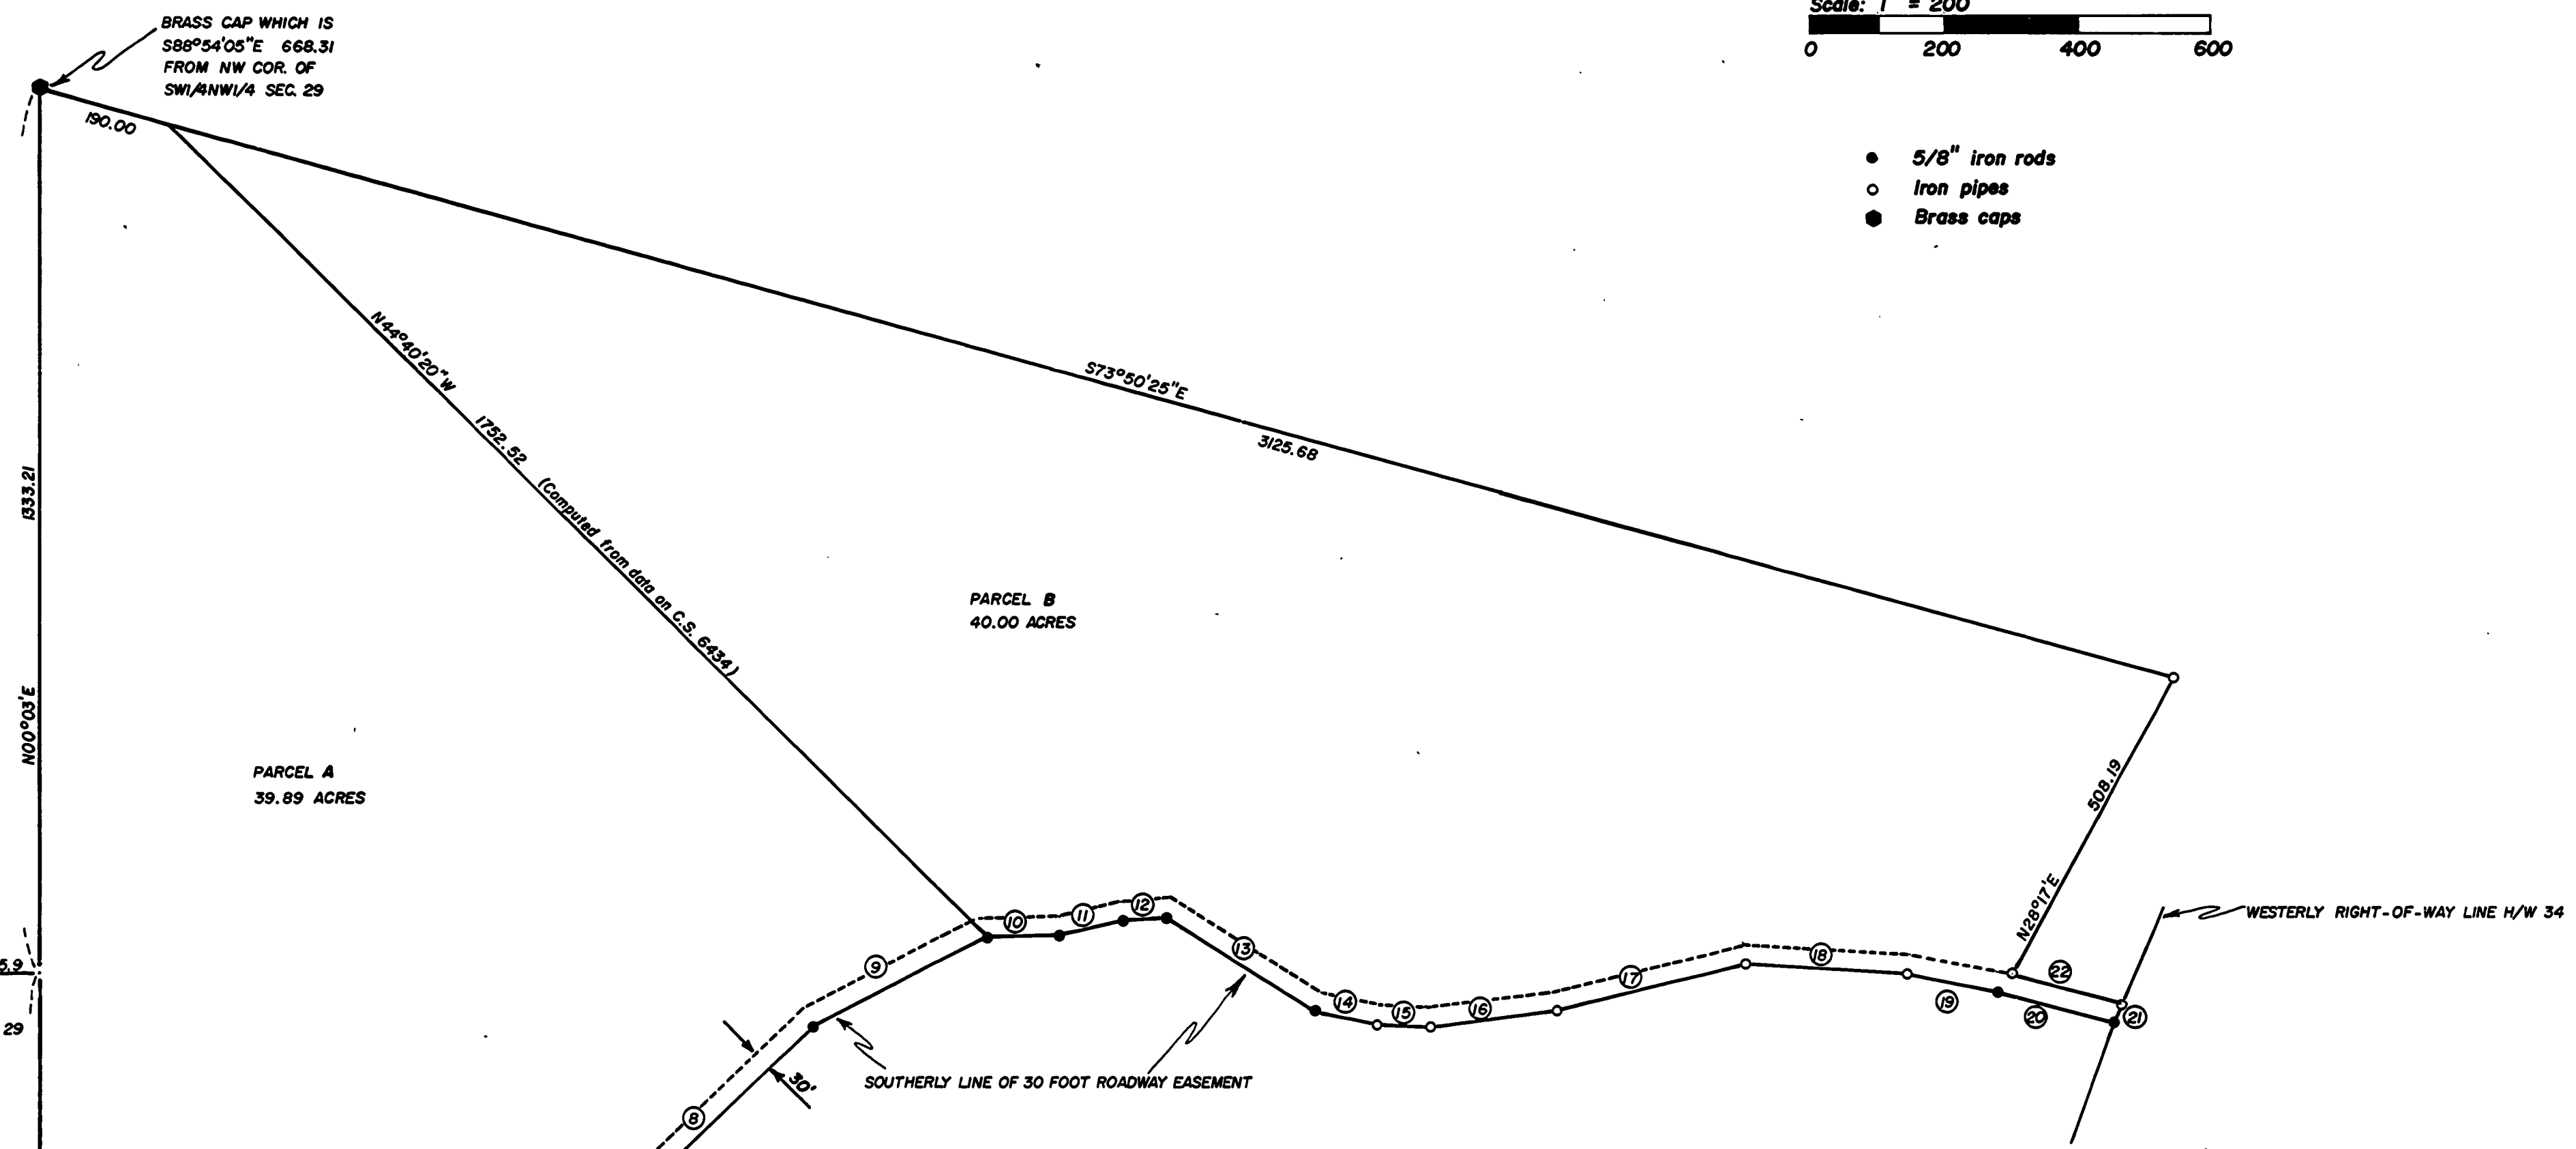 BRASS CAP WHICH IS
S88°54'05"E 668.31
FROM NW COR. OF
SW1/4NW1/4 SEC. 29
Scale: 1" = 200'
0 200 400 600
5/8" iron rods
Iron pipes
Brass caps
190.00
N44°40'20"W 1752.52 (Computed from data on C.S. 6434)
S73°50'25"E
3125.68
1333.21
N00°03'E
PARCEL B
40.00 ACRES
PARCEL A
39.89 ACRES
508.19
N28°17'E
WESTERLY RIGHT-OF-WAY LINE H/W 34
5.9
29
8
9
10
11
12
13
14
15
16
17
18
19
20
21
22
30'
SOUTHERLY LINE OF 30 FOOT ROADWAY EASEMENT